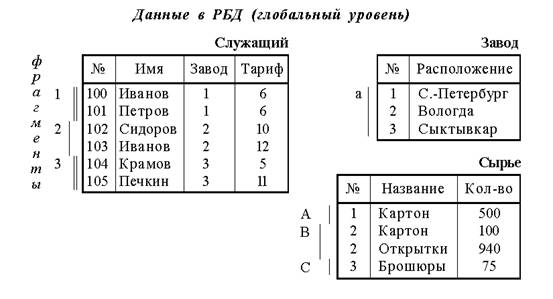 Данные в РБД (глобальный уровень)
Служащий
фрагменты
№ Имя Завод Тариф
1 100 Иванов 1 6
101 Петров 1 6
2 102 Сидоров 2 10
103 Иванов 2 12
3 104 Крамов 3 5
105 Печкин 3 11
Завод
№ Расположение
а 1 С.-Петербург
2 Вологда
3 Сыктывкар
Сырье
№ Название Кол-во
A 1 Картон 500
B 2 Картон 100
2 Открытки 940
C 3 Брошюры 75